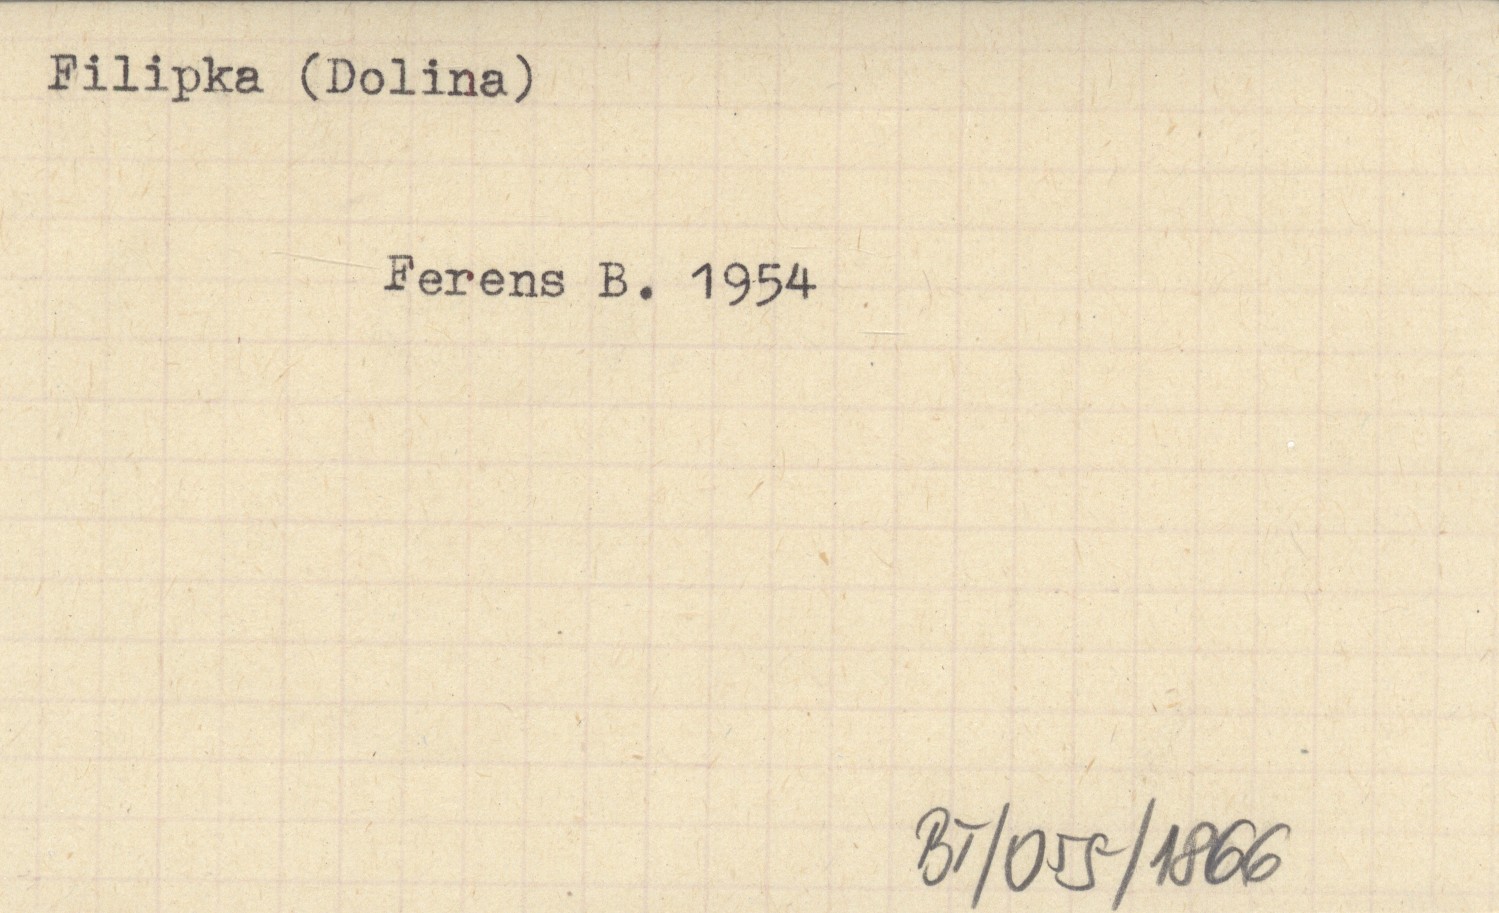 Filipka (Dolina)
Ferens B. 1954
BT/055/1866